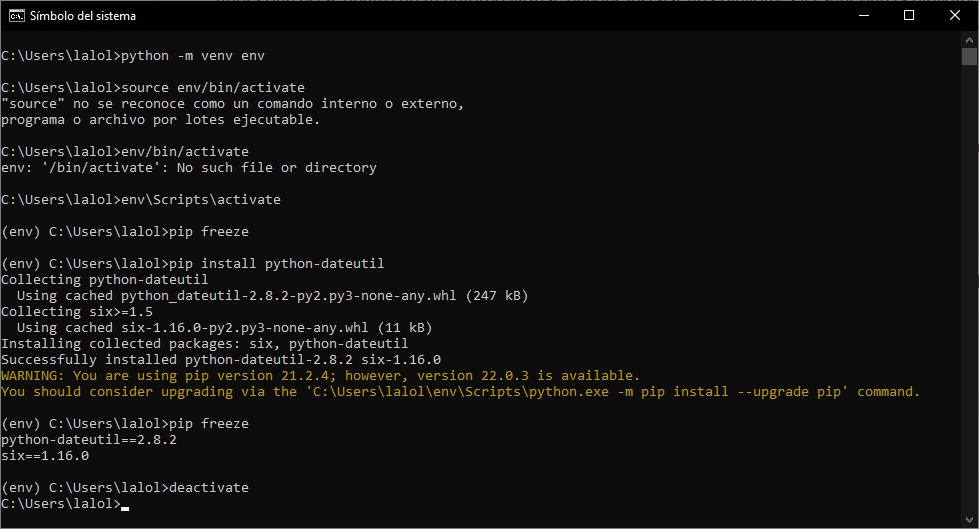 Símbolo del sistema
C:\Users\lalol>python -m venv env
C:\Users\lalol>source env/bin/activate
"source" no se reconoce como un comando interno o externo,
programa o archivo por lotes ejecutable.
C:\Users\lalol>env/bin/activate
env: '/bin/activate': No such file or directory
C:\Users\lalol>env\Scripts\activate
(env) C:\Users\lalol>pip freeze
(env) C:\Users\lalol>pip install python-dateutil
Collecting python-dateutil
  Using cached python_dateutil-2.8.2-py2.py3-none-any.whl (247 kB)
Collecting six>=1.5
  Using cached six-1.16.0-py2.py3-none-any.whl (11 kB)
Installing collected packages: six, python-dateutil
Successfully installed python-dateutil-2.8.2 six-1.16.0
WARNING: You are using pip version 21.2.4; however, version 22.0.3 is available.
You should consider upgrading via the 'C:\Users\lalol\env\Scripts\python.exe -m pip install --upgrade pip' command.
(env) C:\Users\lalol>pip freeze
python-dateutil==2.8.2
six==1.16.0
(env) C:\Users\lalol>deactivate
C:\Users\lalol>